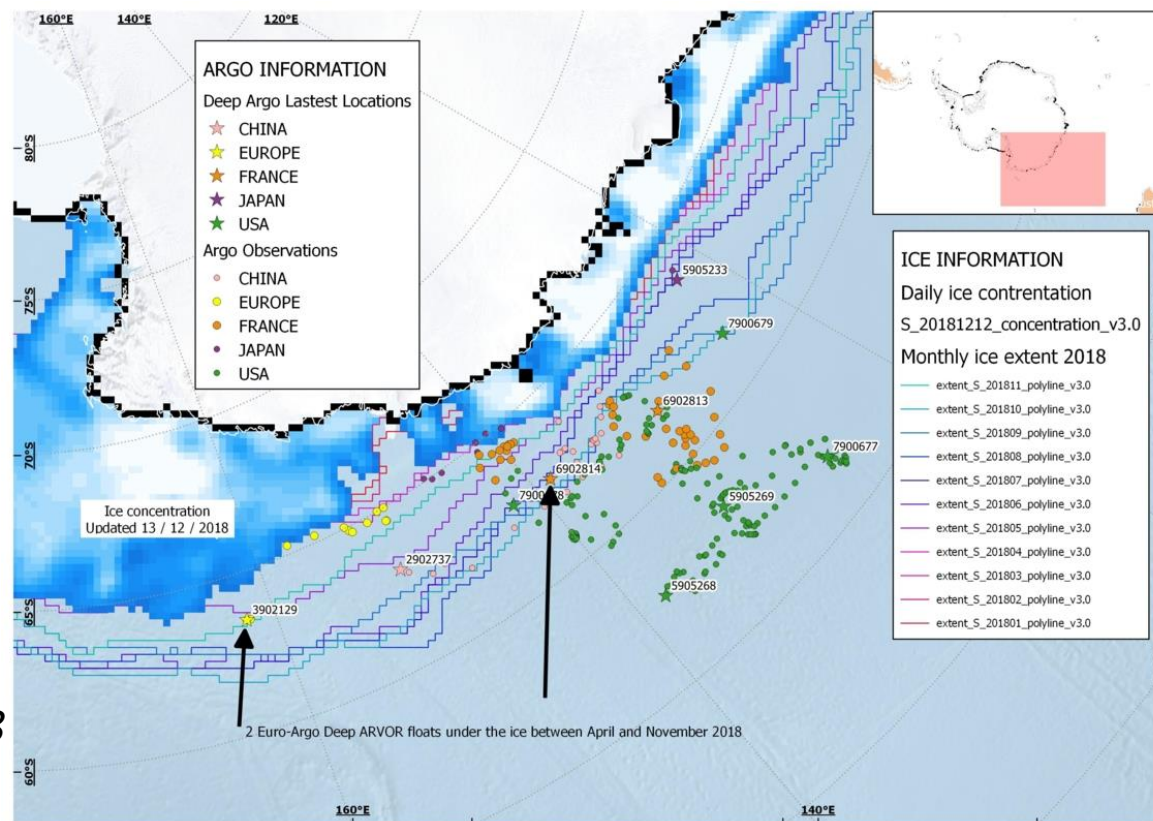 160°E
140°E
120°E
ARGO INFORMATION
Deep Argo Lastest Locations
CHINA
EUROPE
FRANCE
JAPAN
USA
Argo Observations
CHINA
EUROPE
FRANCE
JAPAN
USA
80°S
75°S
70°S
65°S
60°S
ICE INFORMATION
Daily ice contrentation
S_20181212_concentration_v3.0
Monthly ice extent 2018
extent_S_201811_polyline_v3.0
extent_S_201810_polyline_v3.0
extent_S_201809_polyline_v3.0
extent_S_201808_polyline_v3.0
extent_S_201807_polyline_v3.0
extent_S_201806_polyline_v3.0
extent_S_201805_polyline_v3.0
extent_S_201804_polyline_v3.0
extent_S_201803_polyline_v3.0
extent_S_201802_polyline_v3.0
extent_S_201801_polyline_v3.0
5905233
7900679
6902813
7900677
6902814
5905269
2902737
5905268
3902129
Ice concentration
Updated 13 / 12 / 2018
2 Euro-Argo Deep ARVOR floats under the ice between April and November 2018
160°E
140°E